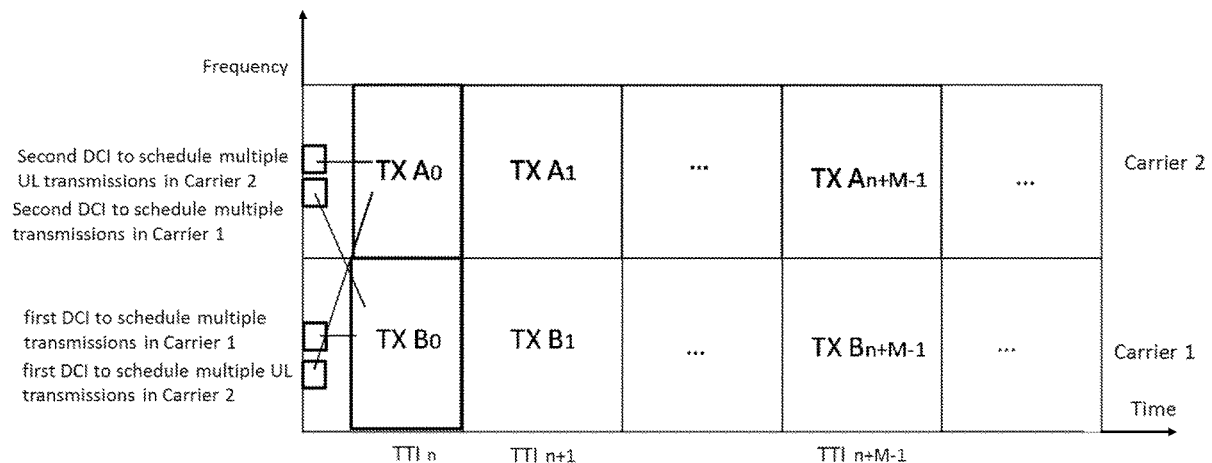 Frequency
Second DCI to schedule multiple
UL transmissions in Carrier 2
Second DCI to schedule multiple
transmissions in Carrier 1
TX A0
TX A1
...
TX An+M-1
...
Carrier 2
first DCI to schedule multiple
transmissions in Carrier 1
first DCI to schedule multiple UL
transmissions in Carrier 2
TX B0
TX B1
...
TX Bn+M-1
...
Carrier 1
Time
TTI n
TTI n+1
TTI n+M-1